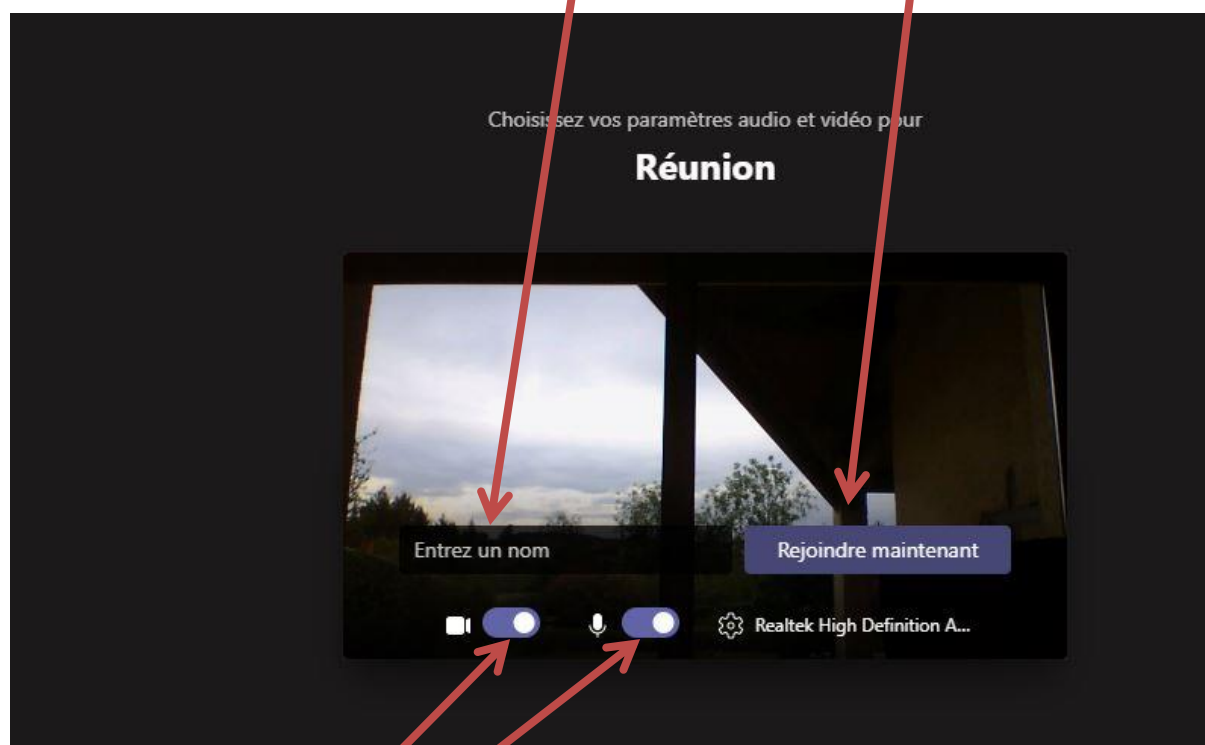 Choisissez vos paramètres audio et vidéo pour
Réunion
Entrez un nom
Rejoindre maintenant
Realtek High Definition A...